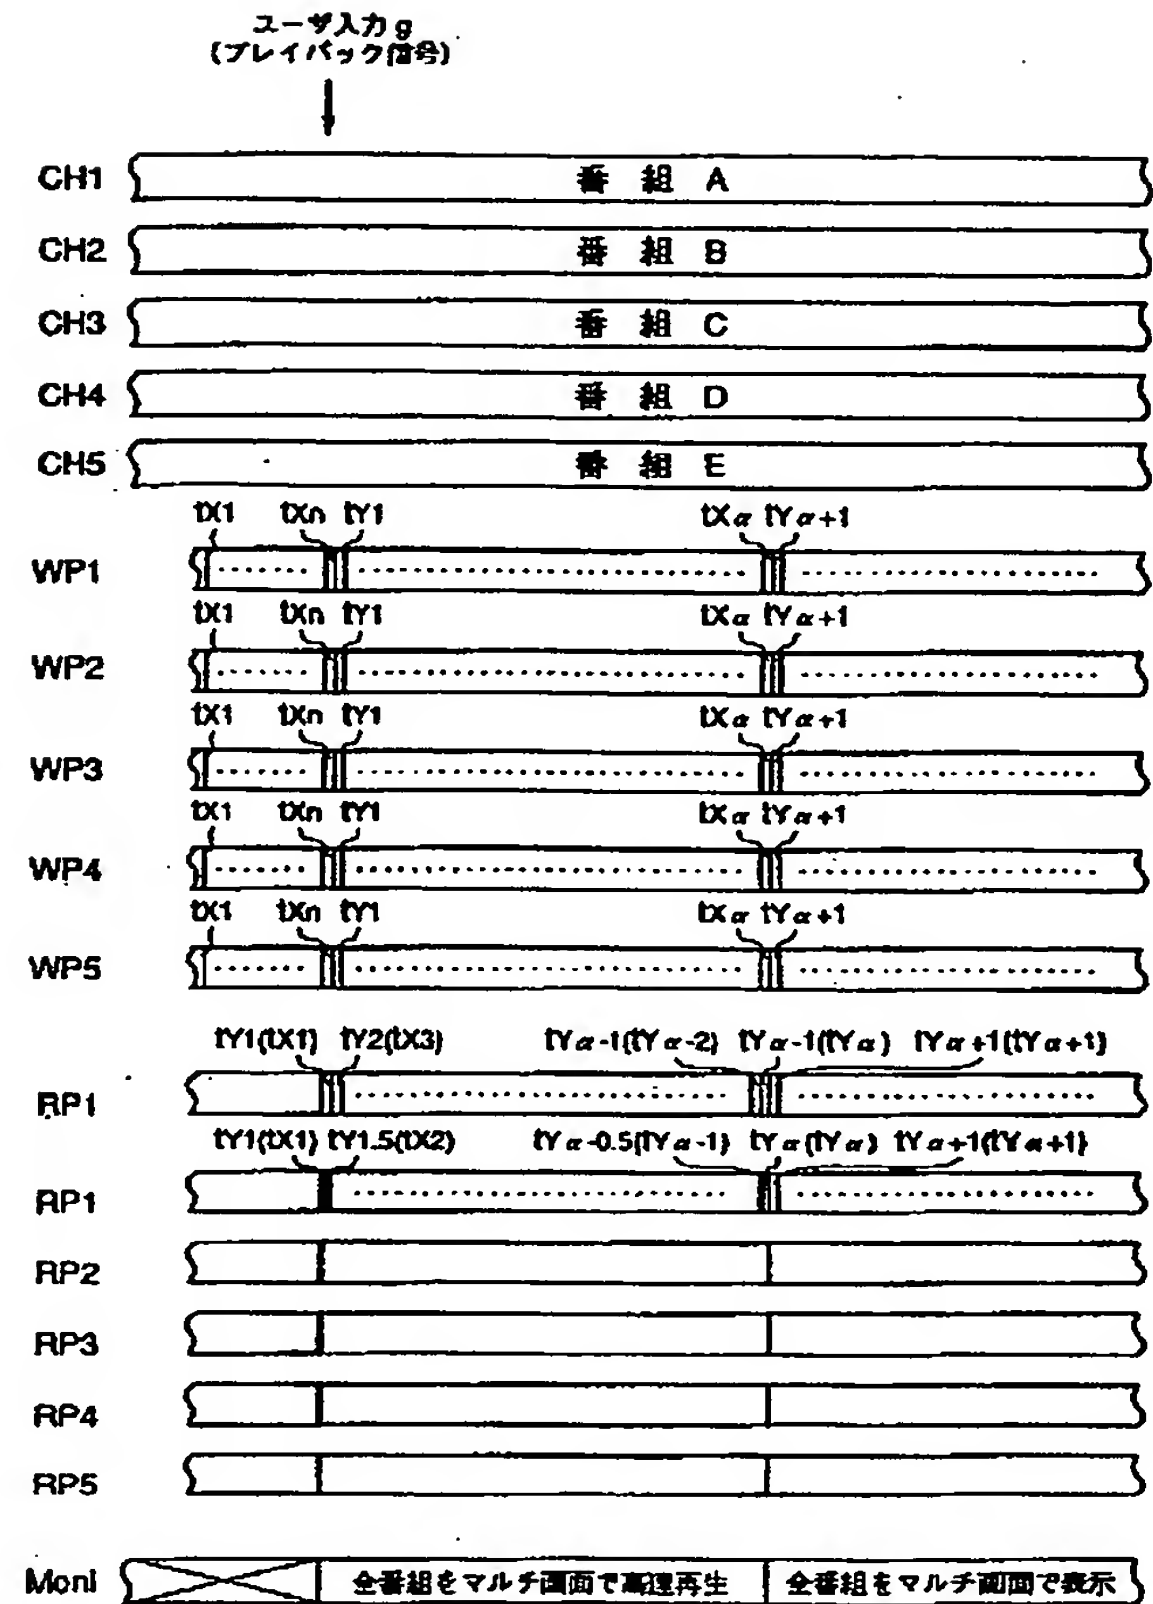 ユーザ入力g
(プレイバック信号)
CH1 番 組 A
CH2 番 組 B
CH3 番 組 C
CH4 番 組 D
CH5 番 組 E
tX1 tXn tY1 tXα tYα+1
WP1
tX1 tXn tY1 tXα tYα+1
WP2
tX1 tXn tY1 tXα tYα+1
WP3
tX1 tXn tY1 tXα tYα+1
WP4
tX1 tXn tY1 tXα tYα+1
WP5
tY1(tX1) tY2(tX3) tYα-1(tYα-2) tYα-1(tYα) tYα+1(tYα+1)
RP1
tY1(tX1) tY1.5(tX2) tYα-0.5(tYα-1) tYα(tYα) tYα+1(tYα+1)
RP1
RP2
RP3
RP4
RP5
Moni 全番組をマルチ画面で高速再生 全番組をマルチ画面で表示